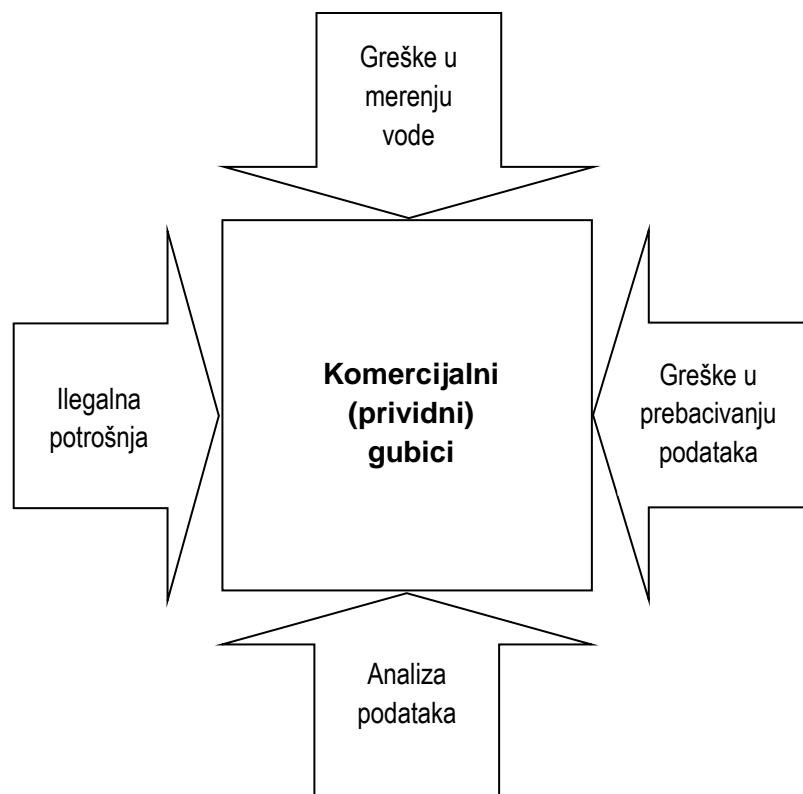 Greške u
merenju
vode
Ilegalna
potrošnja
Komercijalni
(prividni)
gubici
Greške u
prebacivanju
podataka
Analiza
podataka